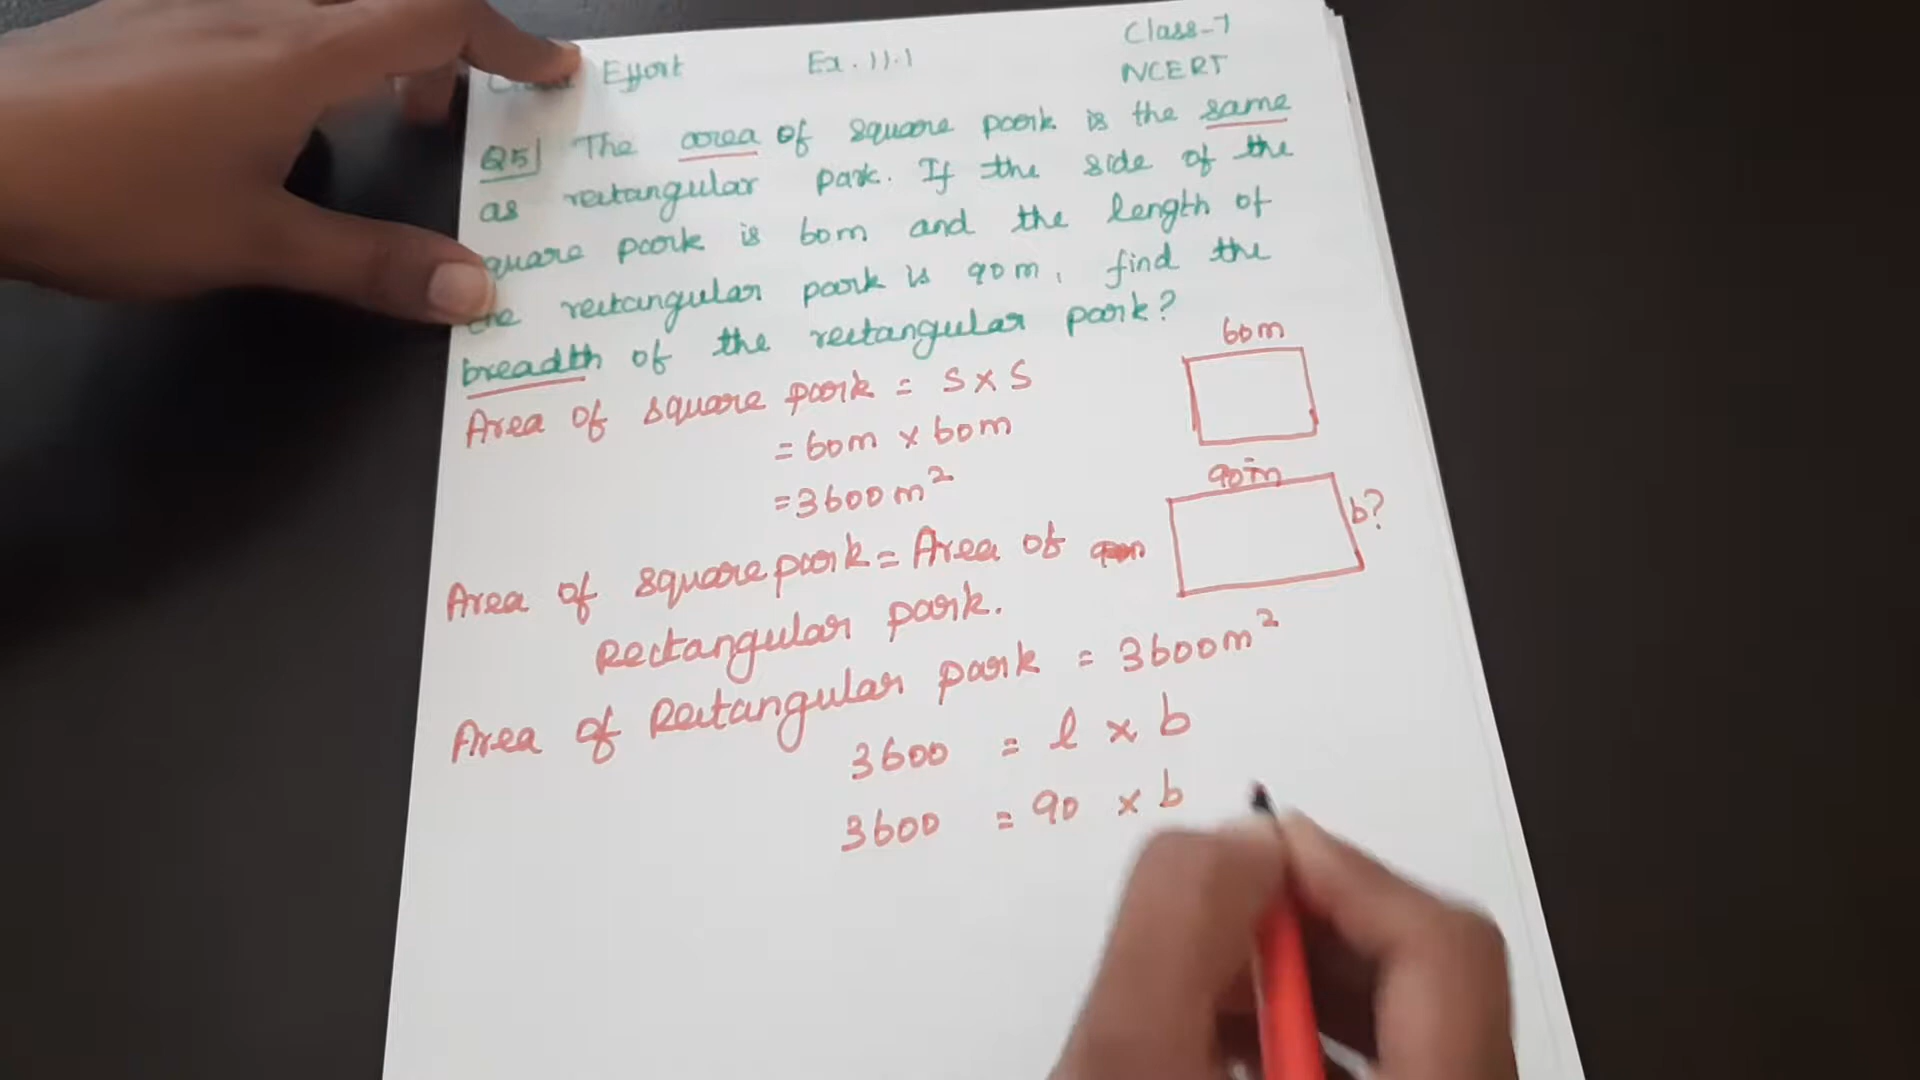 Effort Ex. 11.1 Class-7
NCERT
Q5) The area of square park is the same
as rectangular park. If the side of the
quare park is 60m and the length of
the rectangular park is 90m, find the
breadth of the rectangular park?
60m
Area of square park = S x S
= 60m x 60m
= 3600m²
90m
b?
Area of square park = Area of
Rectangular park.
Area of Rectangular park = 3600m²
3600 = l x b
3600 = 90 x b